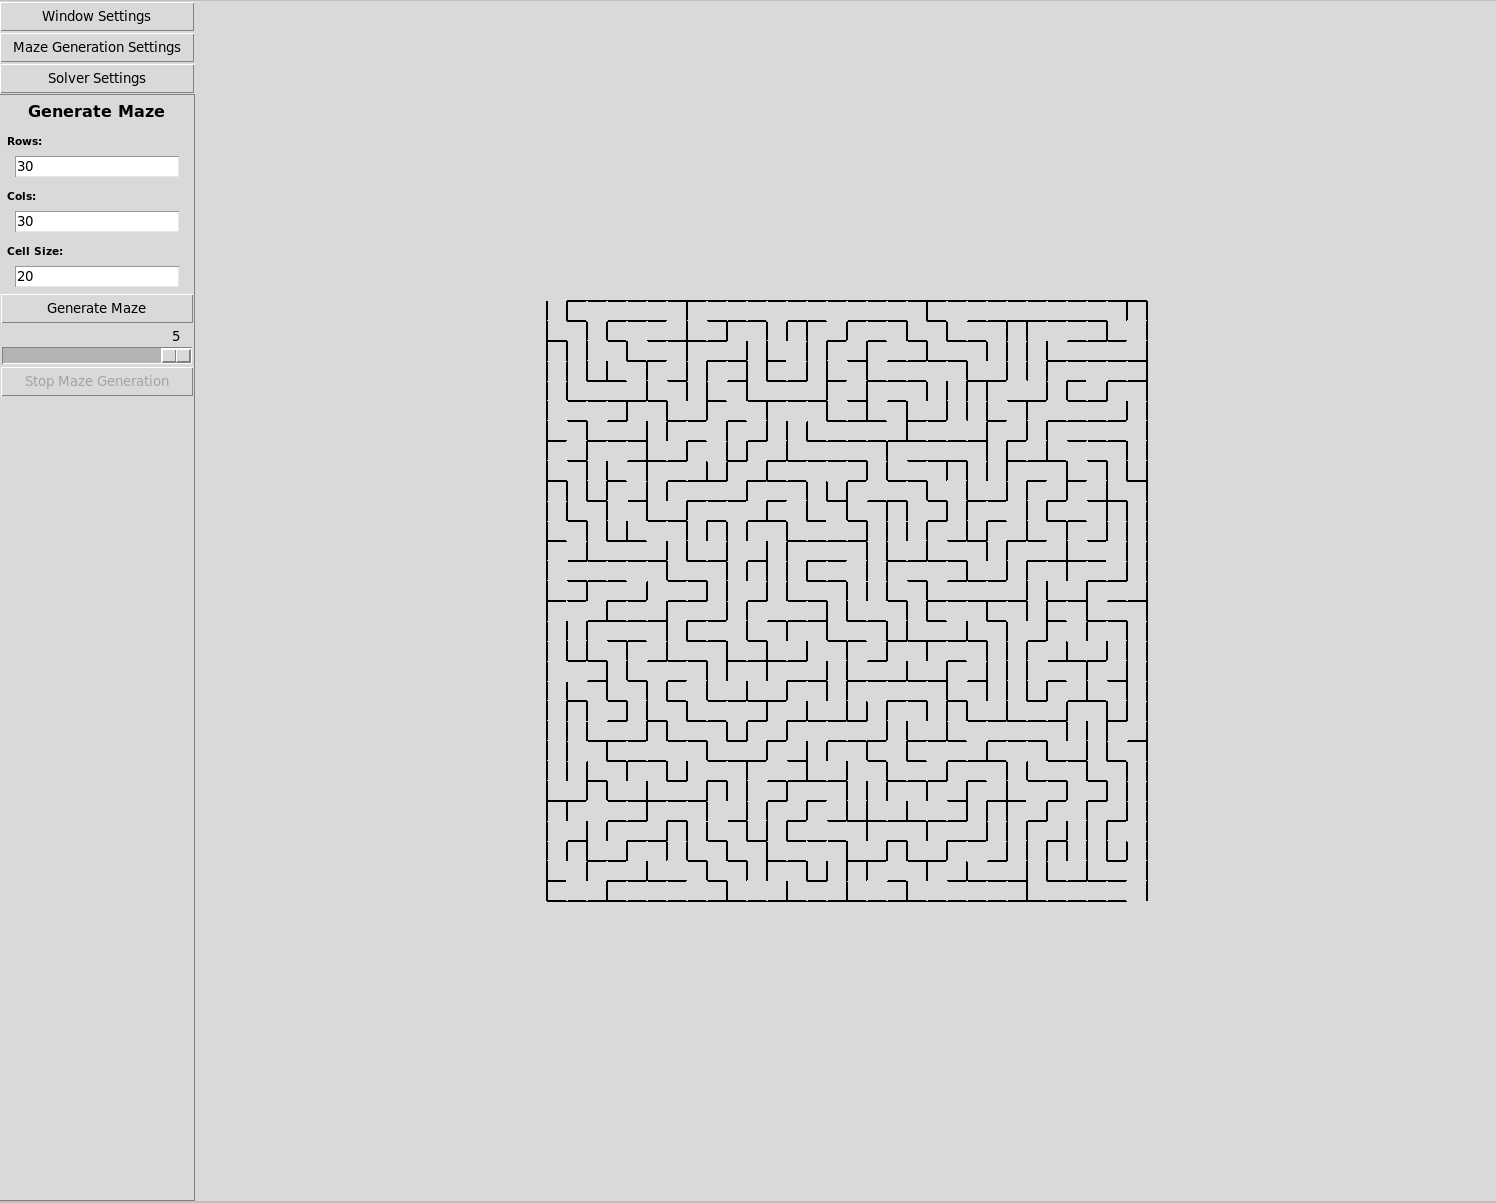 Window Settings
Maze Generation Settings
Solver Settings
Generate Maze
Rows:
30
Cols:
30
Cell Size:
20
Generate Maze
5
Stop Maze Generation